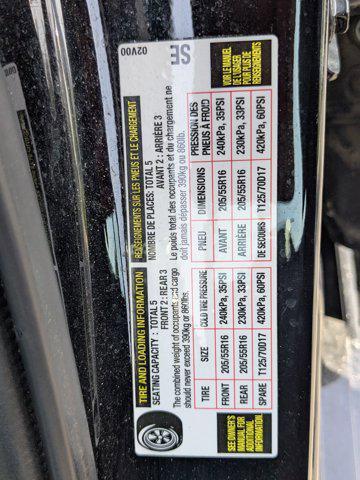 TIRE AND LOADING INFORMATION
SEATING CAPACITY : TOTAL 5
FRONT 2 : REAR 3
The combined weight of occupants and cargo
should never exceed 390kg or 860lbs.
TIRE SIZE COLD TIRE PRESSURE
FRONT 205/55R16 240kPa, 35PSI
REAR 205/55R16 230kPa, 33PSI
SPARE T125/70D17 420kPa, 60PSI
SEE OWNER'S
MANUAL FOR
ADDITIONAL
INFORMATION
RENSEIGNEMENTS SUR LES PNEUS ET LE CHARGEMENT
NOMBRE DE PLACES: TOTAL 5
AVANT 2 : ARRIÈRE 3
Le poids total des occupants et du chargement ne
doit jamais dépasser 390kg ou 860lb.
PNEU DIMENSIONS PRESSION DES
PNEUS À FROID
AVANT 205/55R16 240kPa, 35PSI
ARRIÈRE 205/55R16 230kPa, 33PSI
DE SECOURS T125/70D17 420kPa, 60PSI
VOIR LE MANUEL
DE L'USAGER
POUR PLUS DE
RENSEIGNEMENTS
02V00
SE